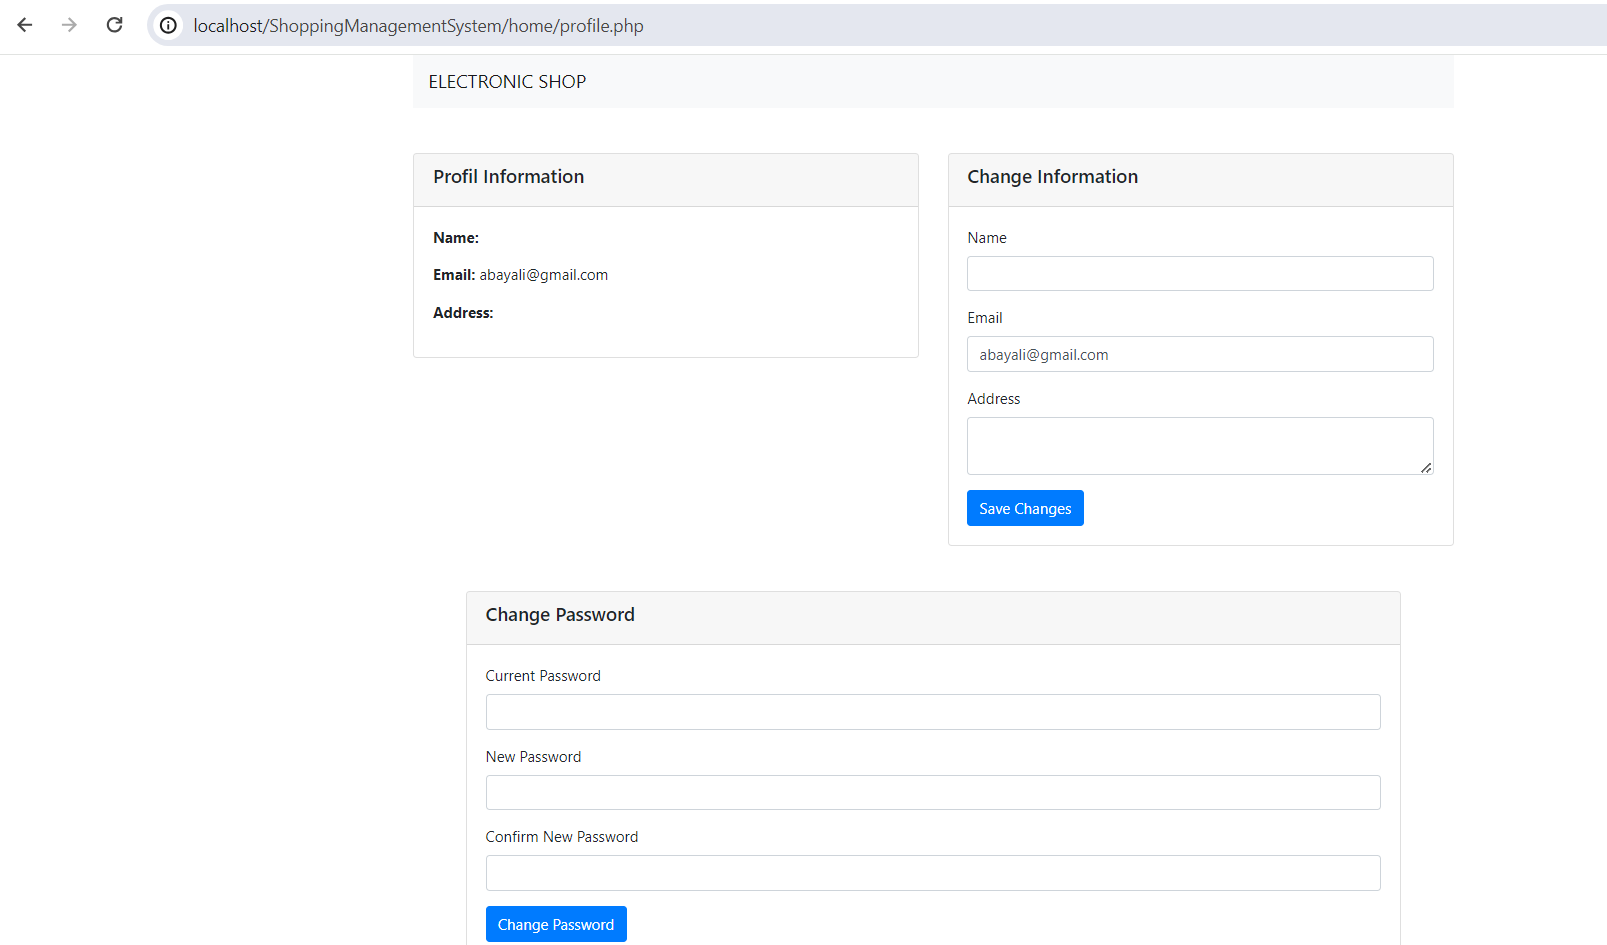 localhost/ShoppingManagementSystem/home/profile.php
ELECTRONIC SHOP
Profil Information
Name:
Email: abayali@gmail.com
Address:
Change Information
Name
Email
abayali@gmail.com
Address
Save Changes
Change Password
Current Password
New Password
Confirm New Password
Change Password